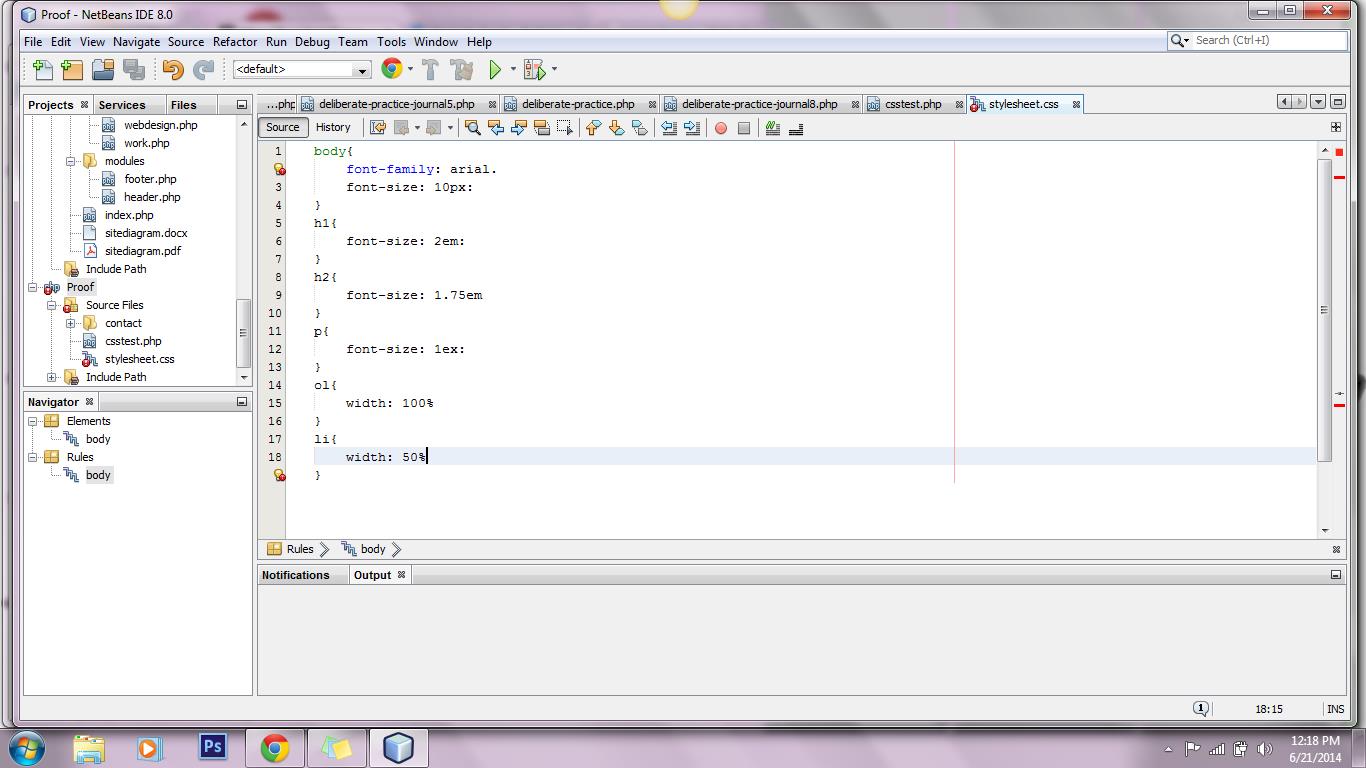 Proof - NetBeans IDE 8.0
File Edit View Navigate Source Refactor Run Debug Team Tools Window Help
Search (Ctrl+I)
<default>
Projects Services Files
webdesign.php
work.php
modules
footer.php
header.php
index.php
sitediagram.docx
sitediagram.pdf
Include Path
Proof
Source Files
contact
csstest.php
stylesheet.css
Include Path
Navigator
Elements
body
Rules
body
...php deliberate-practice-journal5.php deliberate-practice.php deliberate-practice-journal8.php csstest.php stylesheet.css
Source History
1 body{
font-family: arial.
3 font-size: 10px:
4 }
5 h1{
6 font-size: 2em:
7 }
8 h2{
9 font-size: 1.75em
10 }
11 p{
12 font-size: 1ex:
13 }
14 ol{
15 width: 100%
16 }
17 li{
18 width: 50%
}
Rules body
Notifications Output
1 18:15 INS
Ps
12:18 PM
6/21/2014